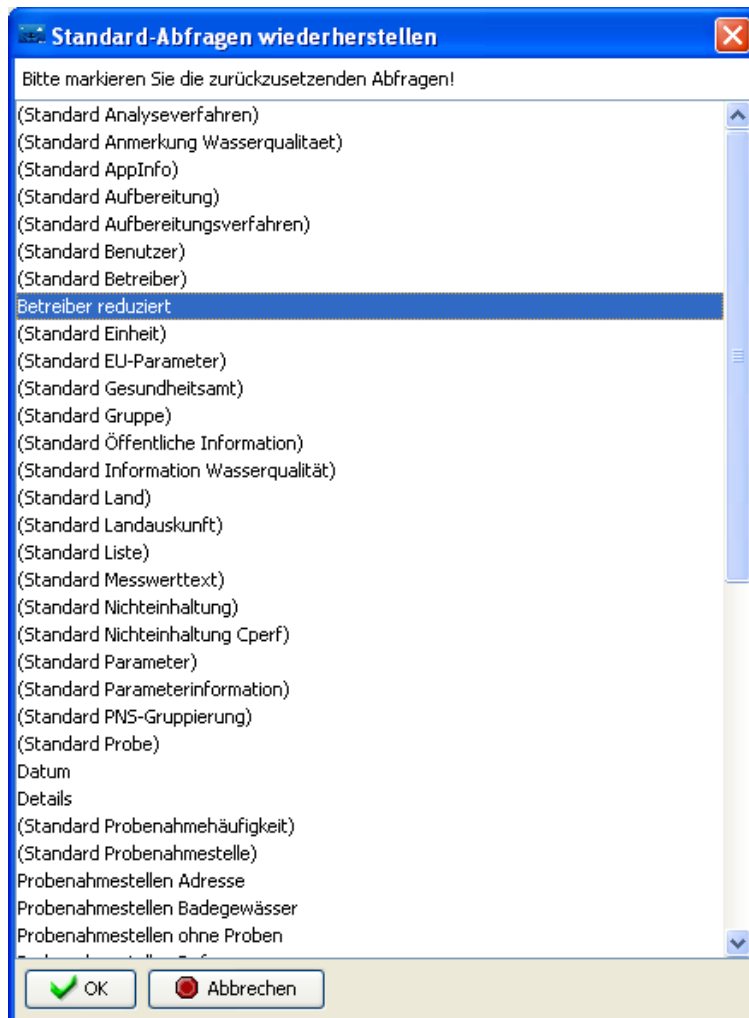 Standard-Abfragen wiederherstellen
Bitte markieren Sie die zurückzusetzenden Abfragen!
(Standard Analyseverfahren)
(Standard Anmerkung Wasserqualitaet)
(Standard AppInfo)
(Standard Aufbereitung)
(Standard Aufbereitungsverfahren)
(Standard Benutzer)
(Standard Betreiber)
Betreiber reduziert
(Standard Einheit)
(Standard EU-Parameter)
(Standard Gesundheitsamt)
(Standard Gruppe)
(Standard Öffentliche Information)
(Standard Information Wasserqualität)
(Standard Land)
(Standard Landauskunft)
(Standard Liste)
(Standard Messwerttext)
(Standard Nichteinhaltung)
(Standard Nichteinhaltung Cperf)
(Standard Parameter)
(Standard Parameterinformation)
(Standard PNS-Gruppierung)
(Standard Probe)
Datum
Details
(Standard Probenahmehäufigkeit)
(Standard Probenahmestelle)
Probenahmestellen Adresse
Probenahmestellen Badegewässer
Probenahmestellen ohne Proben
OK Abbrechen